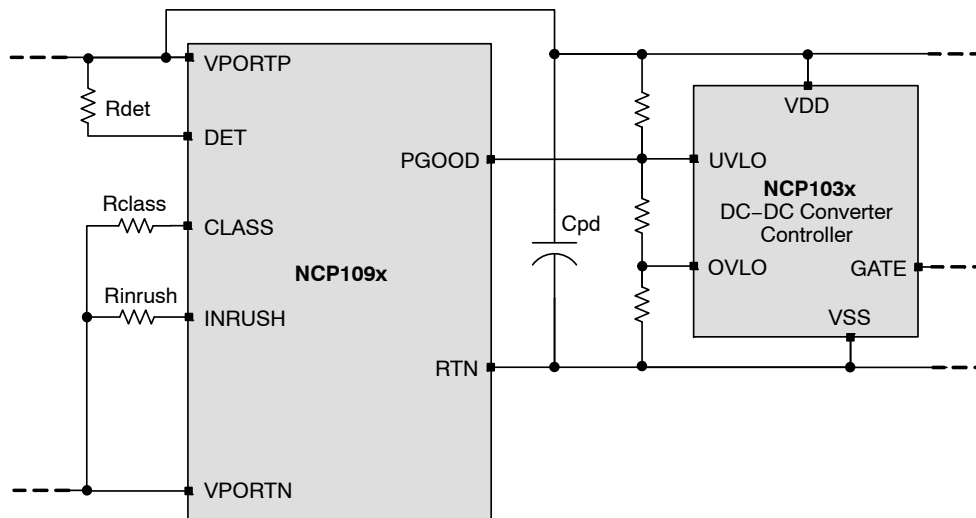 VPORTP
Rdet
DET
VDD
PGOOD
UVLO
NCP103x
DC−DC Converter
Controller
Rclass
CLASS
Cpd
NCP109x
OVLO
GATE
Rinrush
INRUSH
VSS
RTN
VPORTN